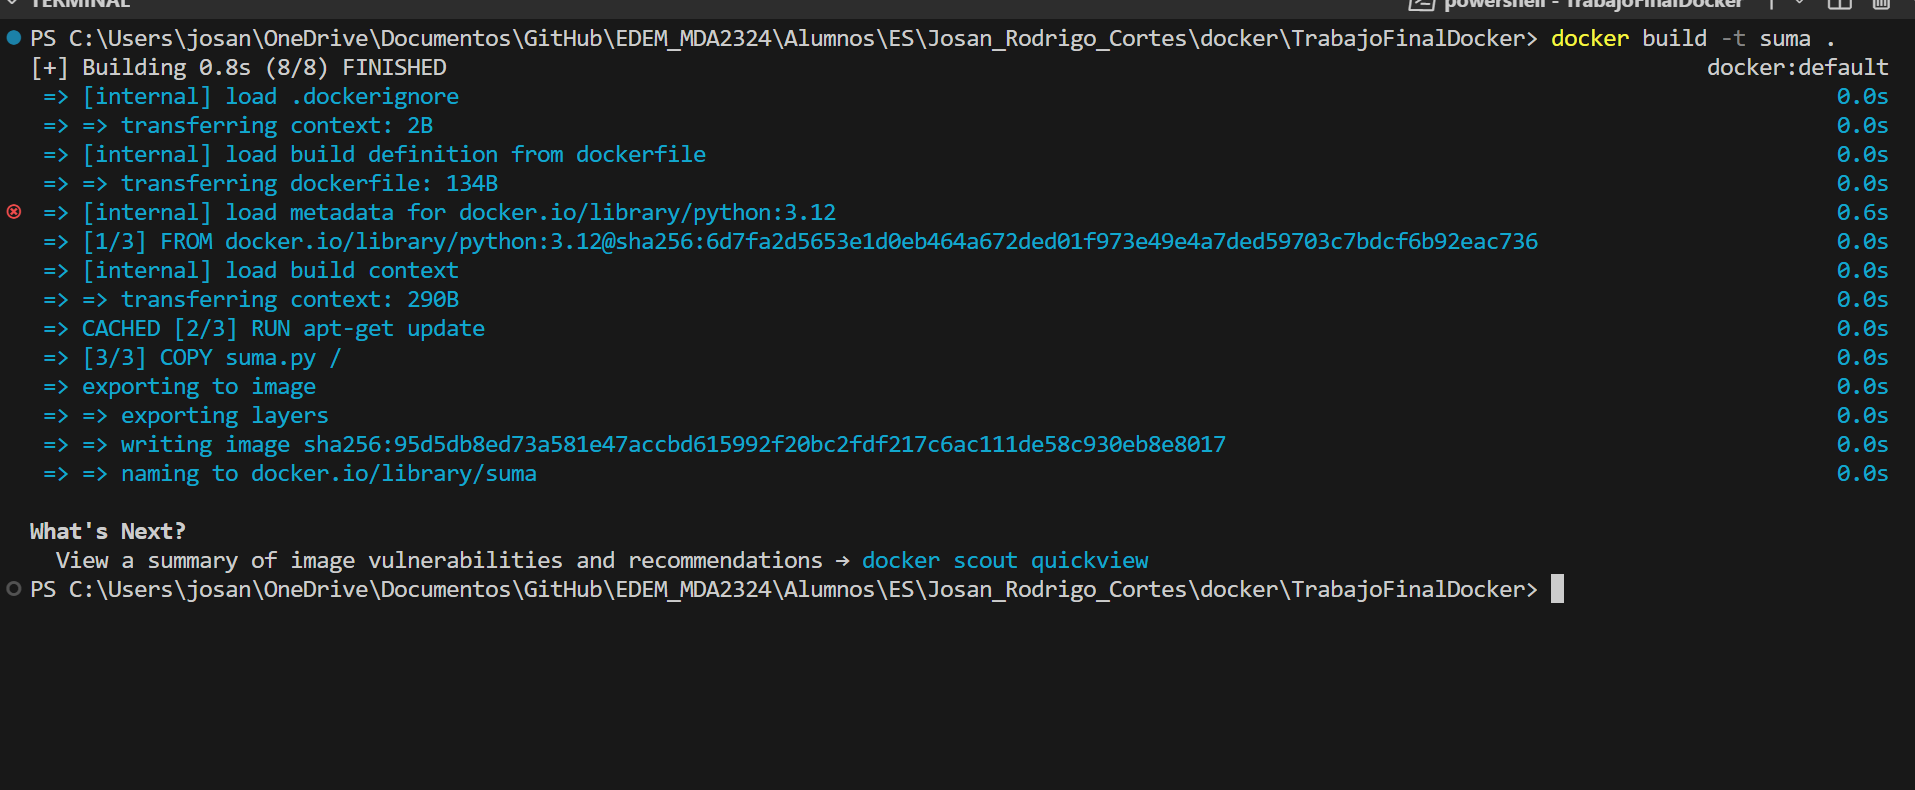 TERMINAL
powershell - TrabajoFinalDocker
PS C:\Users\josan\OneDrive\Documentos\GitHub\EDEM_MDA2324\Alumnos\ES\Josan_Rodrigo_Cortes\docker\TrabajoFinalDocker> docker build -t suma .
[+] Building 0.8s (8/8) FINISHED docker:default
=> [internal] load .dockerignore 0.0s
=> => transferring context: 2B 0.0s
=> [internal] load build definition from dockerfile 0.0s
=> => transferring dockerfile: 134B 0.0s
=> [internal] load metadata for docker.io/library/python:3.12 0.6s
=> [1/3] FROM docker.io/library/python:3.12@sha256:6d7fa2d5653e1d0eb464a672ded01f973e49e4a7ded59703c7bdcf6b92eac736 0.0s
=> [internal] load build context 0.0s
=> => transferring context: 290B 0.0s
=> CACHED [2/3] RUN apt-get update 0.0s
=> [3/3] COPY suma.py / 0.0s
=> exporting to image 0.0s
=> => exporting layers 0.0s
=> => writing image sha256:95d5db8ed73a581e47accbd615992f20bc2fdf217c6ac111de58c930eb8e8017 0.0s
=> => naming to docker.io/library/suma 0.0s
What's Next?
View a summary of image vulnerabilities and recommendations → docker scout quickview
PS C:\Users\josan\OneDrive\Documentos\GitHub\EDEM_MDA2324\Alumnos\ES\Josan_Rodrigo_Cortes\docker\TrabajoFinalDocker>